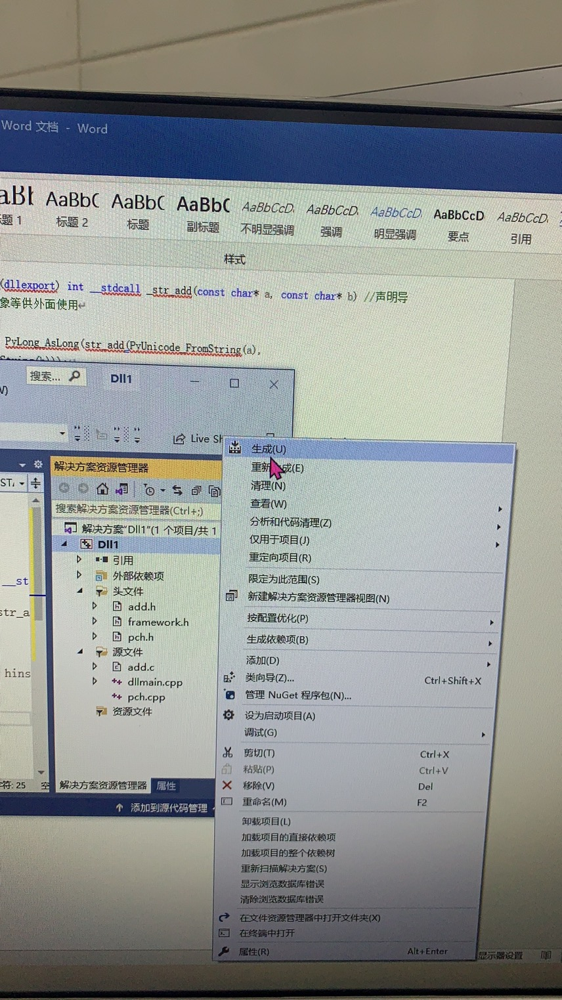 Word 文档 - Word
aBl AaBbC AaBbC AaBbC AaBbCcD AaBbCcD AaBbCcD AaBbCcD AaBbCcD
题 1 标题 2 标题 副标题 不明显强调 强调 明显强调 要点 引用
样式
(dllexport) int __stdcall _str_add(const char* a, const char* b) //声明导
象等供外面使用↵
PyLong_AsLong(str_add(PyUnicode_FromString(a),
搜索... Dll1
Live Sh
解决方案资源管理器
搜索解决方案资源管理器(Ctrl+;)
解决方案"Dll1"(1 个项目/共 1
Dll1
引用
外部依赖项
头文件
add.h
framework.h
pch.h
源文件
add.c
dllmain.cpp
pch.cpp
资源文件
__st
str_a
hins
符: 25 空
解决方案资源管理器 属性
添加到源代码管理
生成(U)
重新 成(E)
清理(N)
查看(W)
分析和代码清理(Z)
仅用于项目(J)
重定向项目(R)
限定为此范围(S)
新建解决方案资源管理器视图(N)
按配置优化(P)
生成依赖项(B)
添加(D)
类向导(Z)... Ctrl+Shift+X
管理 NuGet 程序包(N)...
设为启动项目(A)
调试(G)
剪切(T) Ctrl+X
粘贴(P) Ctrl+V
移除(V) Del
重命名(M) F2
卸载项目(L)
加载项目的直接依赖项
加载项目的整个依赖树
重新扫描解决方案(S)
显示浏览数据库错误
清除浏览数据库错误
在文件资源管理器中打开文件夹(X)
在终端中打开
属性(R) Alt+Enter
显示器设置